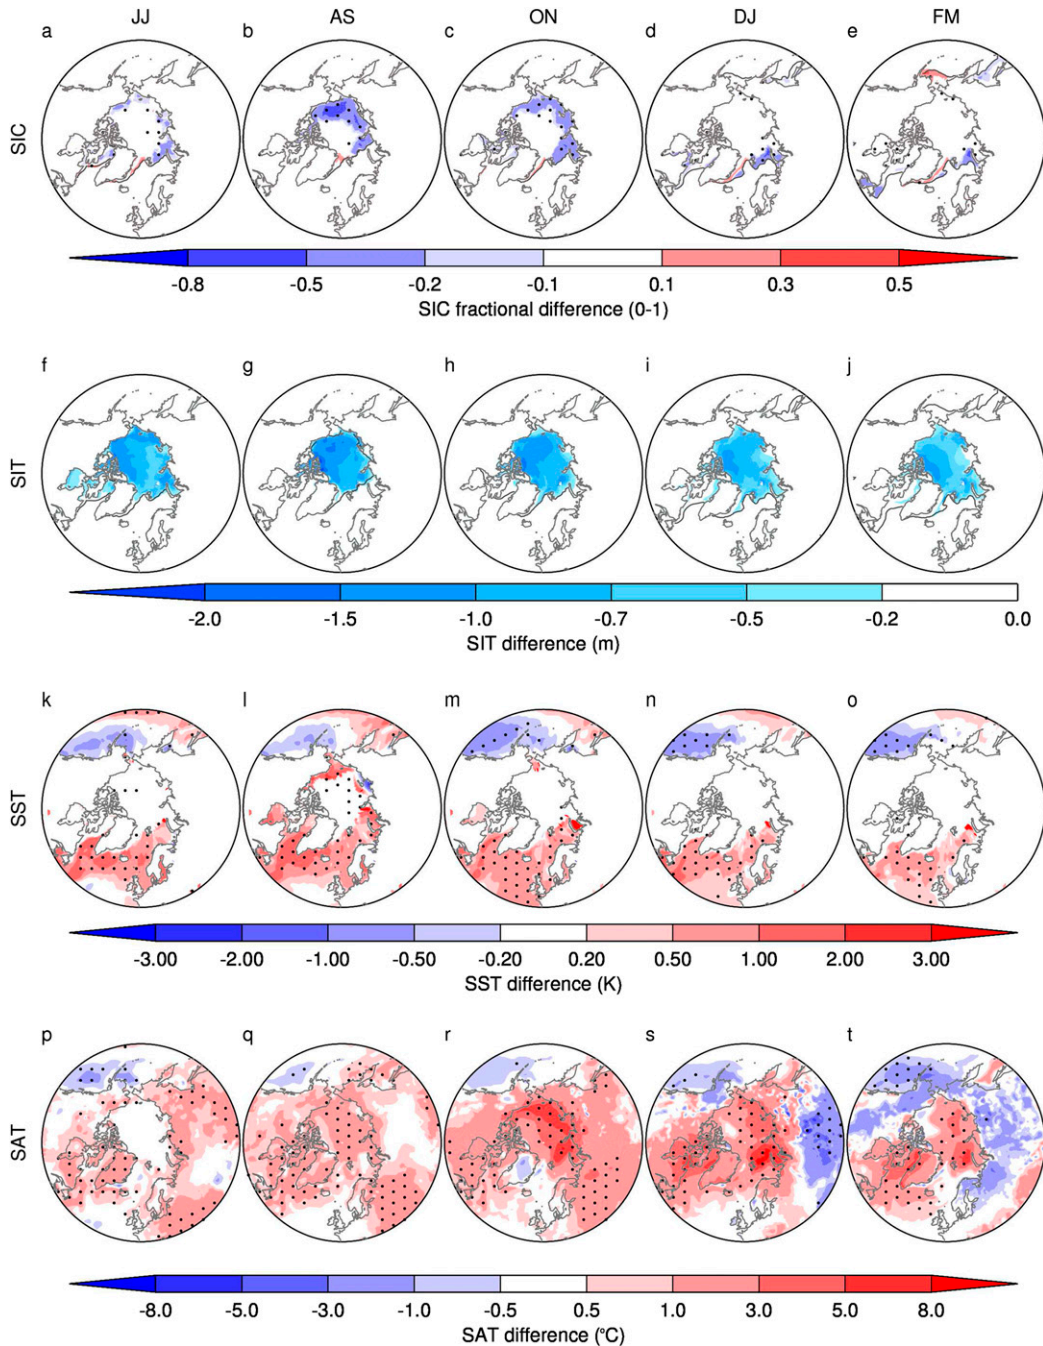 JJ AS ON DJ FM
a b c d e
SIC
-0.8 -0.5 -0.2 -0.1 0.1 0.3 0.5
SIC fractional difference (0-1)
f g h i j
SIT
-2.0 -1.5 -1.0 -0.7 -0.5 -0.2 0.0
SIT difference (m)
k l m n o
SST
-3.00 -2.00 -1.00 -0.50 -0.20 0.20 0.50 1.00 2.00 3.00
SST difference (K)
p q r s t
SAT
-8.0 -5.0 -3.0 -1.0 -0.5 0.5 1.0 3.0 5.0 8.0
SAT difference (°C)